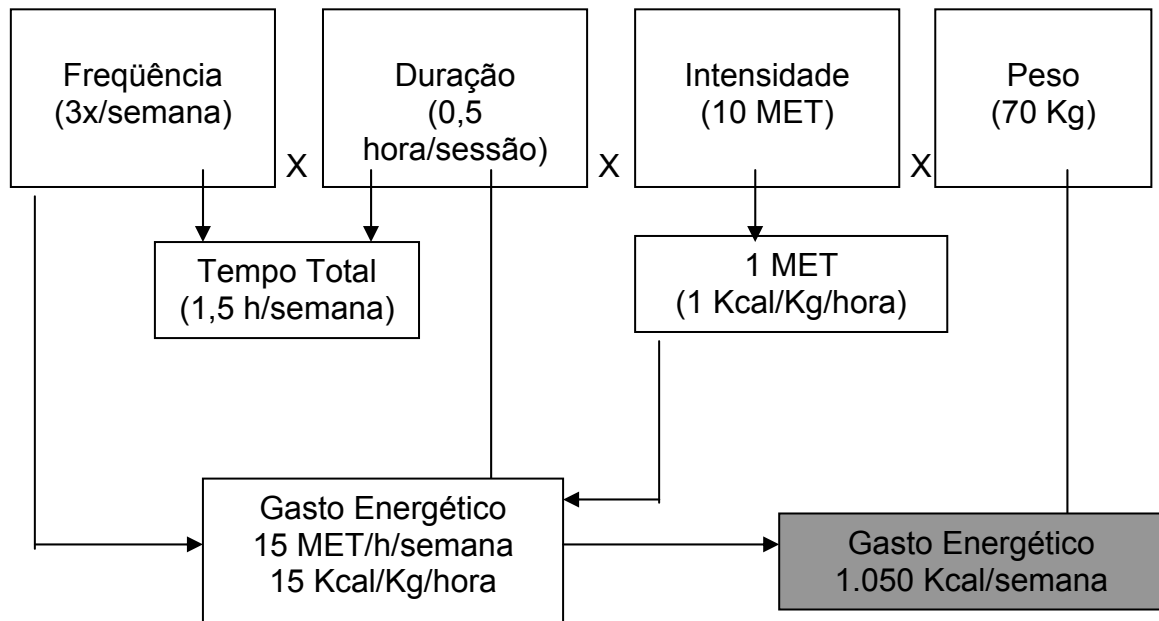 Freqüência
(3x/semana)
X
Duração
(0,5
hora/sessão)
X
Intensidade
(10 MET)
X
Peso
(70 Kg)
Tempo Total
(1,5 h/semana)
1 MET
(1 Kcal/Kg/hora)
Gasto Energético
15 MET/h/semana
15 Kcal/Kg/hora
Gasto Energético
1.050 Kcal/semana